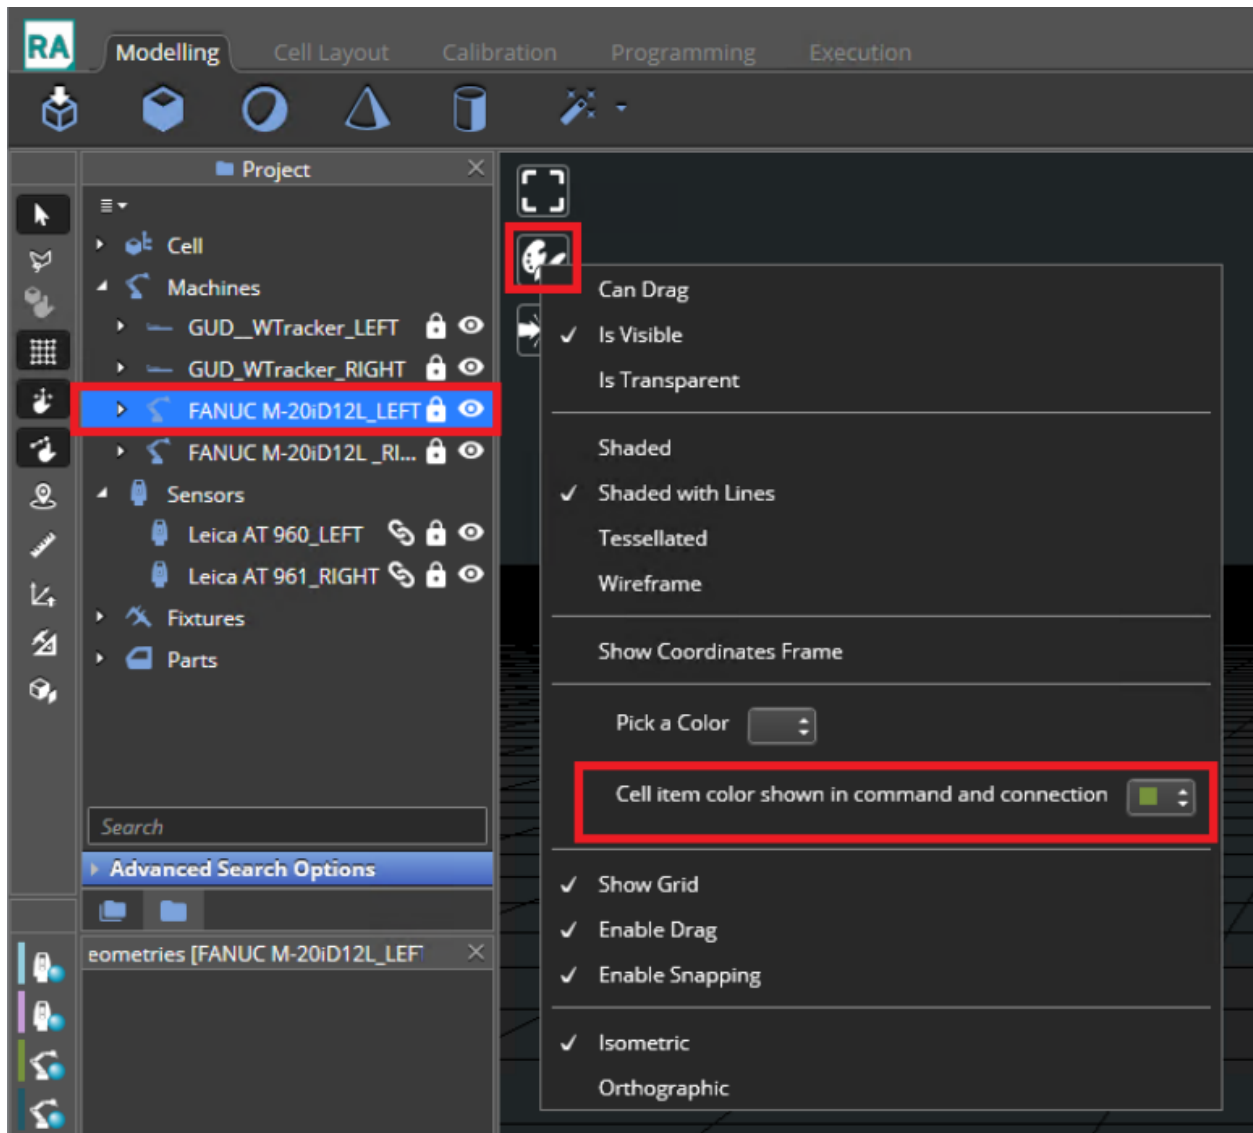 RA
Modelling
Cell Layout
Calibration
Programming
Execution
Project
Cell
Machines
GUD__WTracker_LEFT
GUD_WTracker_RIGHT
FANUC M-20iD12L_LEFT
FANUC M-20iD12L _RI...
Sensors
Leica AT 960_LEFT
Leica AT 961_RIGHT
Fixtures
Parts
Search
Advanced Search Options
eometries [FANUC M-20iD12L_LEF
Can Drag
Is Visible
Is Transparent
Shaded
Shaded with Lines
Tessellated
Wireframe
Show Coordinates Frame
Pick a Color
Cell item color shown in command and connection
Show Grid
Enable Drag
Enable Snapping
Isometric
Orthographic